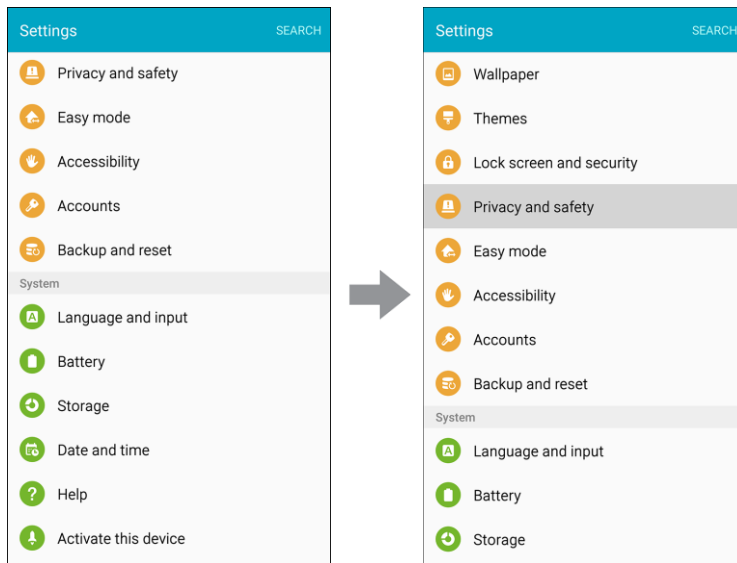 Settings
SEARCH
Privacy and safety
Easy mode
Accessibility
Accounts
Backup and reset
System
Language and input
Battery
Storage
Date and time
Help
Activate this device
Settings
SEARCH
Wallpaper
Themes
Lock screen and security
Privacy and safety
Easy mode
Accessibility
Accounts
Backup and reset
System
Language and input
Battery
Storage